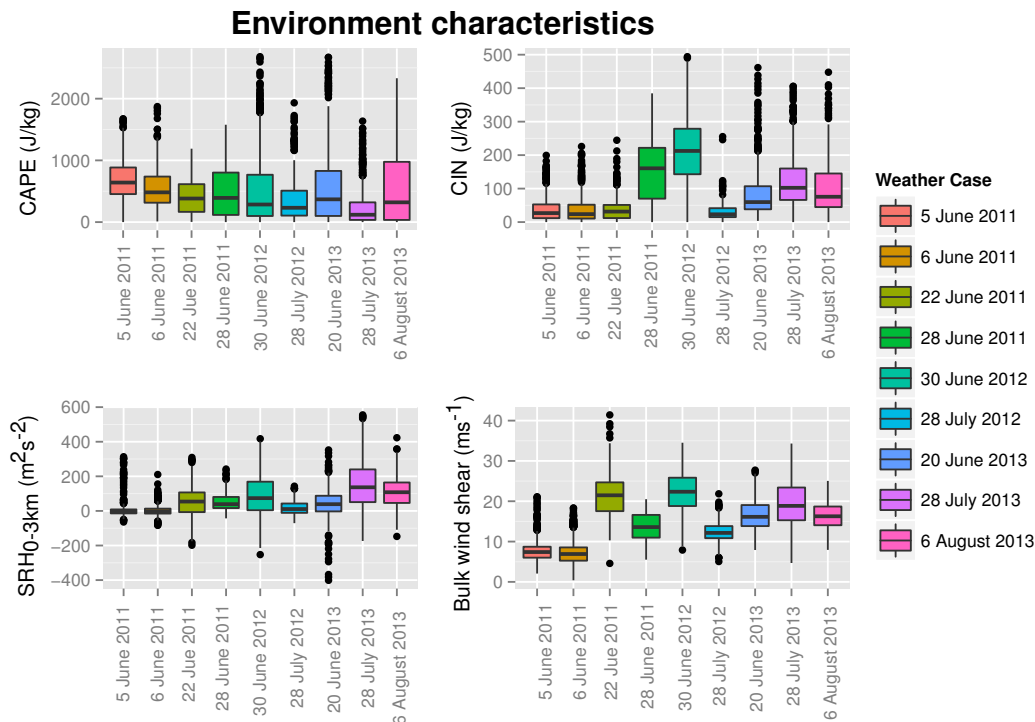 Environment characteristics
CAPE (J/kg)
2000
1000
0
5 June 2011
6 June 2011
22 Jue 2011
28 June 2011
30 June 2012
28 July 2012
20 June 2013
28 July 2013
6 August 2013
CIN (J/kg)
500
400
300
200
100
0
5 June 2011
6 June 2011
22 June 2011
28 June 2011
30 June 2012
28 July 2012
20 June 2013
28 July 2013
6 August 2013
SRH0-3km (m²s-2)
600
400
200
0
−200
−400
5 June 2011
6 June 2011
22 Jue 2011
28 June 2011
30 June 2012
28 July 2012
20 June 2013
28 July 2013
6 August 2013
Bulk wind shear (ms-1)
40
30
20
10
0
5 June 2011
6 June 2011
22 June 2011
28 June 2011
30 June 2012
28 July 2012
20 June 2013
28 July 2013
6 August 2013
Weather Case
5 June 2011
6 June 2011
22 June 2011
28 June 2011
30 June 2012
28 July 2012
20 June 2013
28 July 2013
6 August 2013